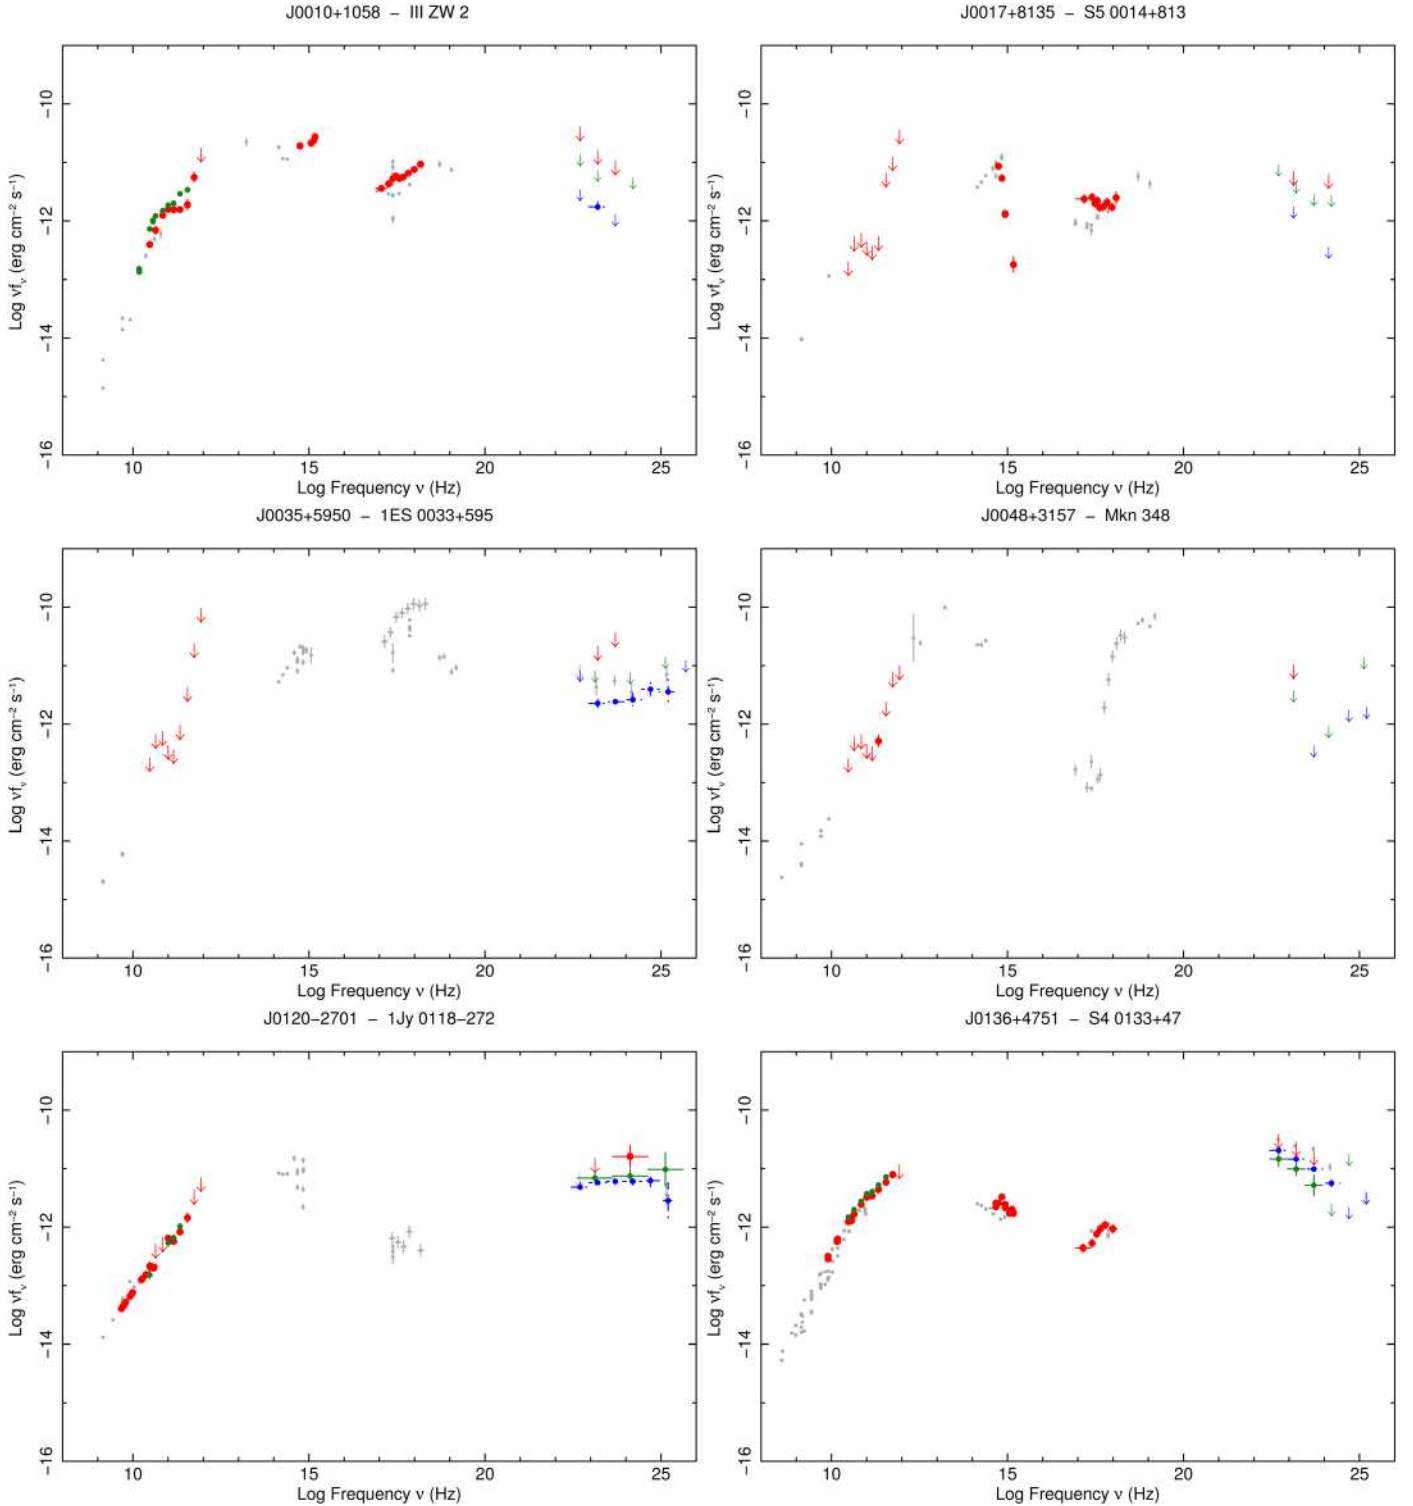 J0010+1058 − III ZW 2
J0017+8135 − S5 0014+813
Log νfν (erg cm−2 s−1)
−10
−12
−14
−16
10 15 20 25
Log Frequency ν (Hz)
Log νfν (erg cm−2 s−1)
−10
−12
−14
−16
10 15 20 25
Log Frequency ν (Hz)
J0035+5950 − 1ES 0033+595
J0048+3157 − Mkn 348
Log νfν (erg cm−2 s−1)
−10
−12
−14
−16
10 15 20 25
Log Frequency ν (Hz)
Log νfν (erg cm−2 s−1)
−10
−12
−14
−16
10 15 20 25
Log Frequency ν (Hz)
J0120−2701 − 1Jy 0118−272
J0136+4751 − S4 0133+47
Log νfν (erg cm−2 s−1)
−10
−12
−14
−16
10 15 20 25
Log Frequency ν (Hz)
Log νfν (erg cm−2 s−1)
−10
−12
−14
−16
10 15 20 25
Log Frequency ν (Hz)